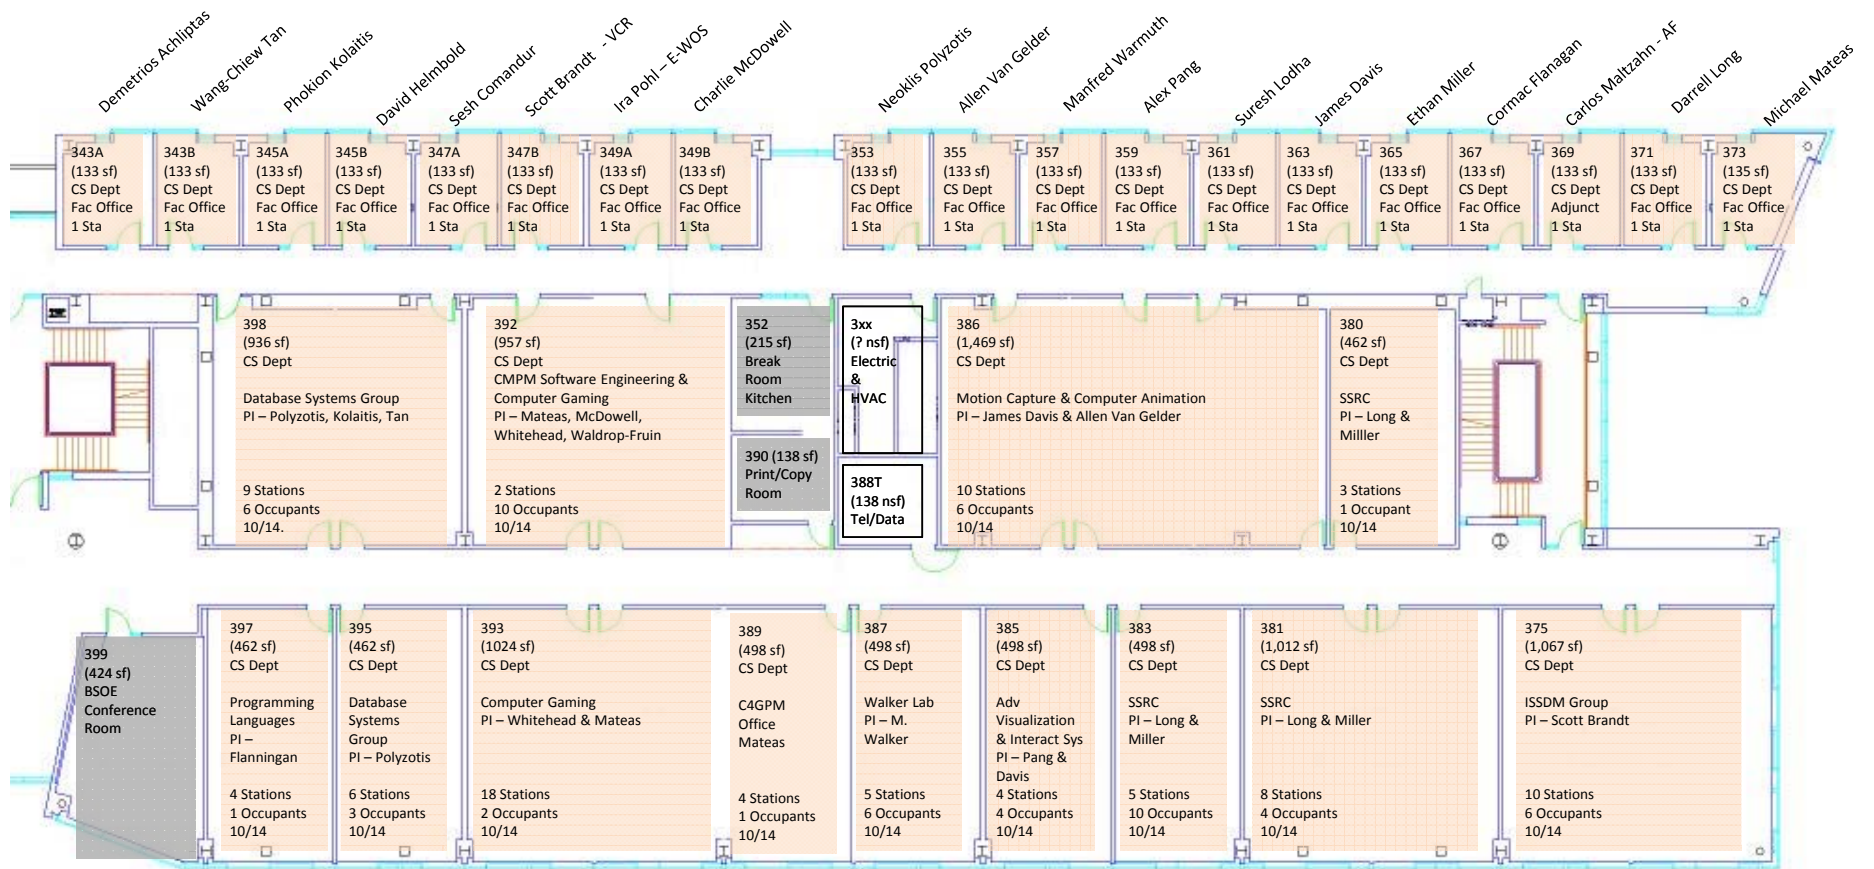 Demetrios Achliptas
Wang-Chiew Tan
Phokion Kolaitis
David Helmbold
Sesh Comandur
Scott Brandt - VCR
Ira Pohl – E-WOS
Charlie McDowell
Neoklis Polyzotis
Allen Van Gelder
Manfred Warmuth
Alex Pang
Suresh Lodha
James Davis
Ethan Miller
Cormac Flanagan
Carlos Maltzahn - AF
Darrell Long
Michael Mateas
343A
(133 sf)
CS Dept
Fac Office
1 Sta
343B
(133 sf)
CS Dept
Fac Office
1 Sta
345A
(133 sf)
CS Dept
Fac Office
1 Sta
345B
(133 sf)
CS Dept
Fac Office
1 Sta
347A
(133 sf)
CS Dept
Fac Office
1 Sta
347B
(133 sf)
CS Dept
Fac Office
1 Sta
349A
(133 sf)
CS Dept
Fac Office
1 Sta
349B
(133 sf)
CS Dept
Fac Office
1 Sta
353
(133 sf)
CS Dept
Fac Office
1 Sta
355
(133 sf)
CS Dept
Fac Office
1 Sta
357
(133 sf)
CS Dept
Fac Office
1 Sta
359
(133 sf)
CS Dept
Fac Office
1 Sta
361
(133 sf)
CS Dept
Fac Office
1 Sta
363
(133 sf)
CS Dept
Fac Office
1 Sta
365
(133 sf)
CS Dept
Fac Office
1 Sta
367
(133 sf)
CS Dept
Fac Office
1 Sta
369
(133 sf)
CS Dept
Adjunct
1 Sta
371
(133 sf)
CS Dept
Fac Office
1 Sta
373
(135 sf)
CS Dept
Fac Office
1 Sta
398
(936 sf)
CS Dept
Database Systems Group
PI – Polyzotis, Kolaitis, Tan
9 Stations
6 Occupants
10/14.
392
(957 sf)
CS Dept
CMPM Software Engineering &
Computer Gaming
PI – Mateas, McDowell,
Whitehead, Waldrop-Fruin
2 Stations
10 Occupants
10/14
352
(215 sf)
Break
Room
Kitchen
390 (138 sf)
Print/Copy
Room
3xx
(? nsf)
Electric
&
HVAC
388T
(138 nsf)
Tel/Data
386
(1,469 sf)
CS Dept
Motion Capture & Computer Animation
PI – James Davis & Allen Van Gelder
10 Stations
6 Occupants
10/14
380
(462 sf)
CS Dept
SSRC
PI – Long &
Milller
3 Stations
1 Occupant
10/14
399
(424 sf)
BSOE
Conference
Room
397
(462 sf)
CS Dept
Programming
Languages
PI –
Flanningan
4 Stations
1 Occupants
10/14
395
(462 sf)
CS Dept
Database
Systems
Group
PI – Polyzotis
6 Stations
3 Occupants
10/14
393
(1024 sf)
CS Dept
Computer Gaming
PI – Whitehead & Mateas
18 Stations
2 Occupants
10/14
389
(498 sf)
CS Dept
C4GPM
Office
Mateas
4 Stations
1 Occupants
10/14
387
(498 sf)
CS Dept
Walker Lab
PI – M.
Walker
5 Stations
6 Occupants
10/14
385
(498 sf)
CS Dept
Adv
Visualization
& Interact Sys
PI – Pang &
Davis
4 Stations
4 Occupants
10/14
383
(498 sf)
CS Dept
SSRC
PI – Long &
Miller
5 Stations
10 Occupants
10/14
381
(1,012 sf)
CS Dept
SSRC
PI – Long & Miller
8 Stations
4 Occupants
10/14
375
(1,067 sf)
CS Dept
ISSDM Group
PI – Scott Brandt
10 Stations
6 Occupants
10/14